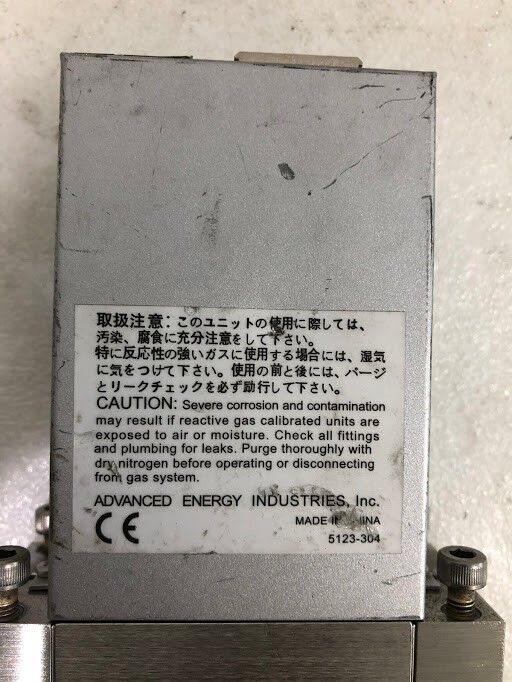 取扱注意：このユニットの使用に際しては、
汚染、腐食に充分注意をして下さい。
特に反応性の強いガスに使用する場合には、湿気
に気をつけて下さい。使用の前と後には、パージ
とリークチェックを必ず励行して下さい。
CAUTION: Severe corrosion and contamination
may result if reactive gas calibrated units are
exposed to air or moisture. Check all fittings
and plumbing for leaks. Purge thoroughly with
dry nitrogen before operating or disconnecting
from gas system.
ADVANCED ENERGY INDUSTRIES, Inc.
CE
MADE IN CHINA
5123-304